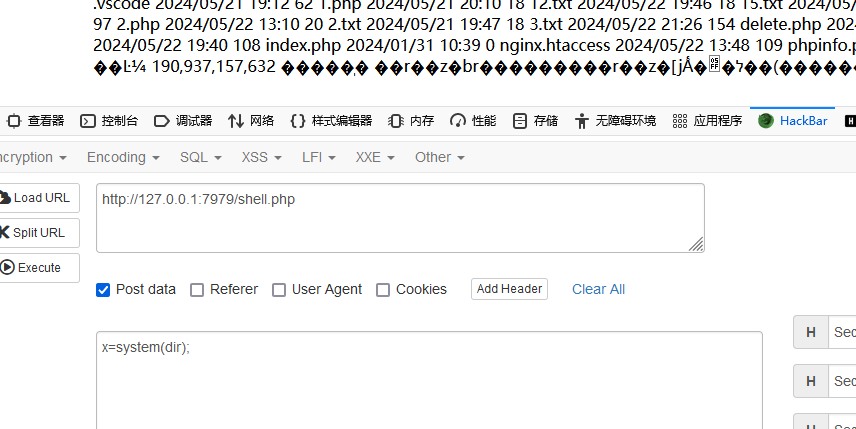 .vscode 2024/05/21 19:12 62 1.php 2024/05/21 20:10 18 12.txt 2024/05/22 19:46 18 15.txt 2024/05/22
97 2.php 2024/05/22 13:10 20 2.txt 2024/05/21 19:47 18 3.txt 2024/05/22 21:26 154 delete.php 2024
2024/05/22 19:40 108 index.php 2024/01/31 10:39 0 nginx.htaccess 2024/05/22 13:48 109 phpinfo.p
190,937,157,632
查看器 控制台 调试器 网络 样式编辑器 内存 性能 存储 无障碍环境 应用程序 HackBar H
ncryption Encoding SQL XSS LFI XXE Other
Load URL
http://127.0.0.1:7979/shell.php
Split URL
Execute
Post data Referer User Agent Cookies Add Header Clear All
x=system(dir);
H Sec
H Sec
H